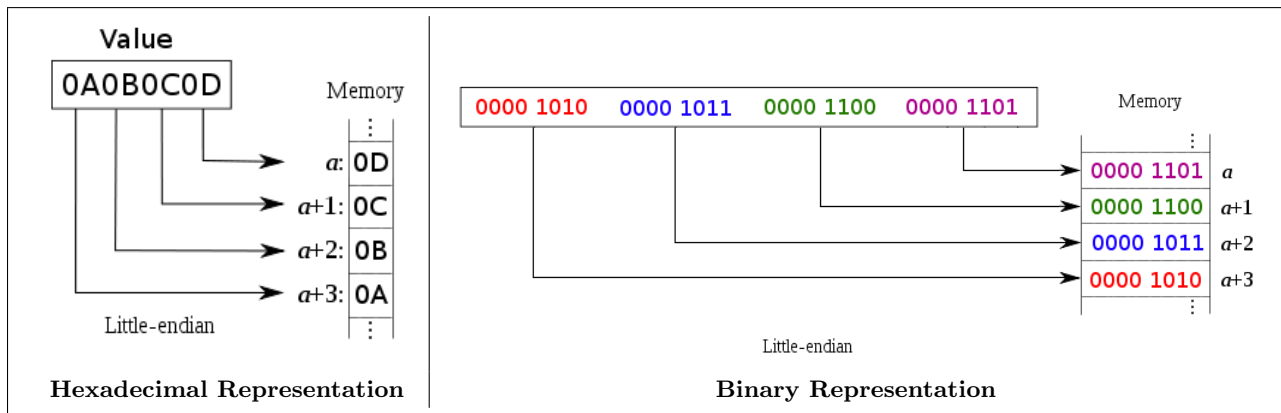 Value
0A0B0C0D
Memory
⋮
a: 0D
a+1: 0C
a+2: 0B
a+3: 0A
⋮
Little-endian
Hexadecimal Representation
0000 1010 0000 1011 0000 1100 0000 1101
Memory
⋮
0000 1101 a
0000 1100 a+1
0000 1011 a+2
0000 1010 a+3
⋮
Little-endian
Binary Representation